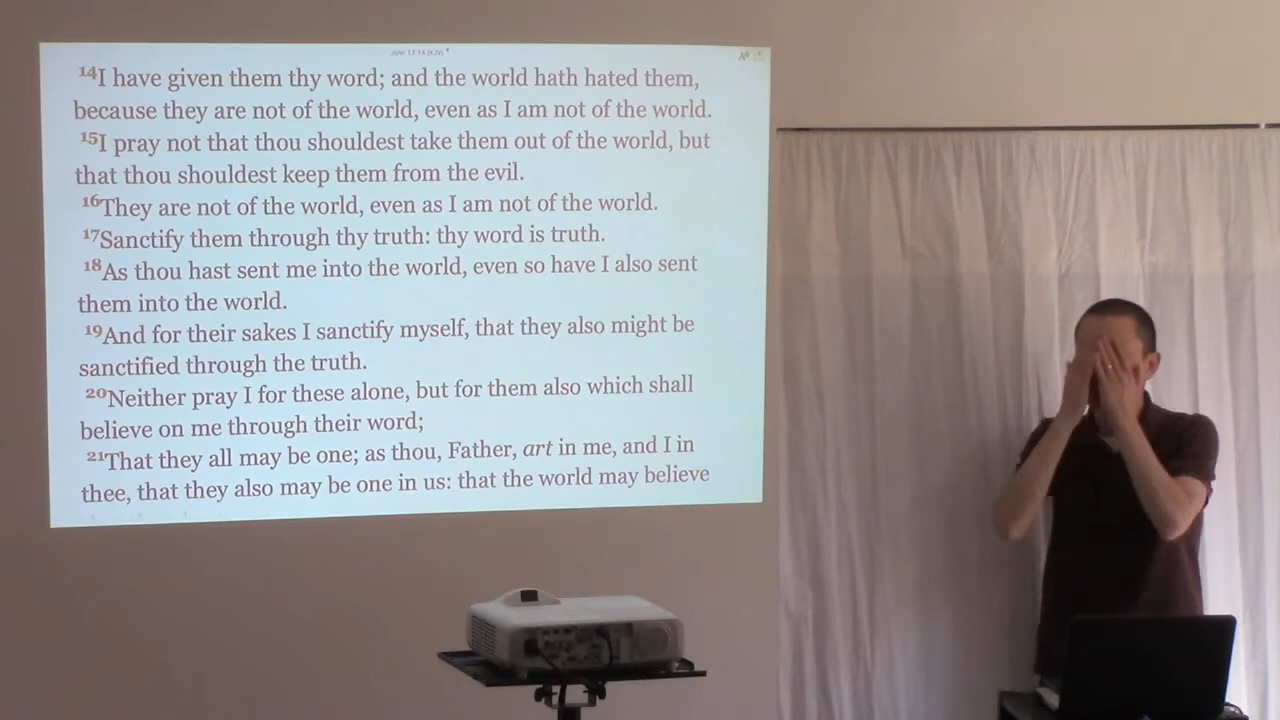 John 17:14 (KJV)
14I have given them thy word; and the world hath hated them,
because they are not of the world, even as I am not of the world.
15I pray not that thou shouldest take them out of the world, but
that thou shouldest keep them from the evil.
16They are not of the world, even as I am not of the world.
17Sanctify them through thy truth: thy word is truth.
18As thou hast sent me into the world, even so have I also sent
them into the world.
19And for their sakes I sanctify myself, that they also might be
sanctified through the truth.
20Neither pray I for these alone, but for them also which shall
believe on me through their word;
21That they all may be one; as thou, Father, art in me, and I in
thee, that they also may be one in us: that the world may believe